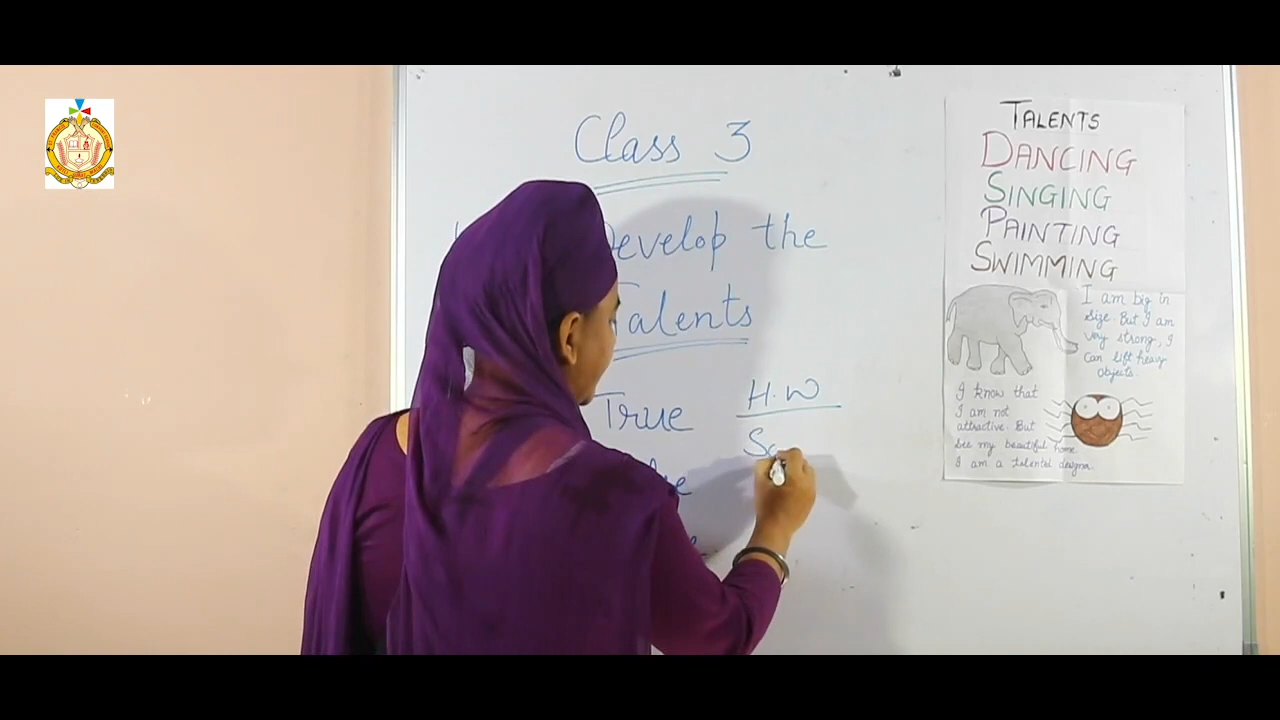 Class 3
Develop the
Talents
True
H.W
TALENTS
DANCING
SINGING
PAINTING
SWIMMING
I am big in
size. But I am
very strong, I
can lift heavy
objects.
I know that
I am not
attractive. But
see my beautiful home.
I am a talented designer.